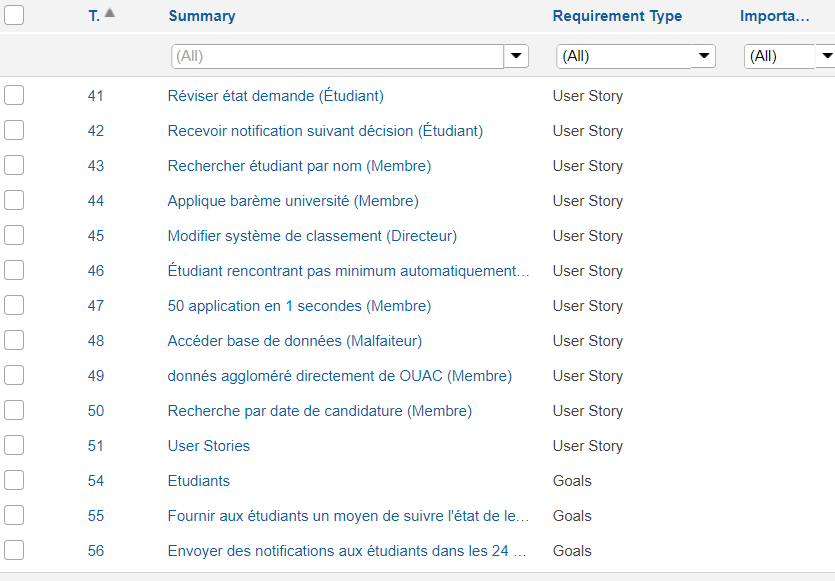 T. Summary Requirement Type Importa…
(All) (All) (All)
41 Réviser état demande (Étudiant) User Story
42 Recevoir notification suivant décision (Étudiant) User Story
43 Rechercher étudiant par nom (Membre) User Story
44 Applique barème université (Membre) User Story
45 Modifier système de classement (Directeur) User Story
46 Étudiant rencontrant pas minimum automatiquement… User Story
47 50 application en 1 secondes (Membre) User Story
48 Accéder base de données (Malfaiteur) User Story
49 donnés aggloméré directement de OUAC (Membre) User Story
50 Recherche par date de candidature (Membre) User Story
51 User Stories User Story
54 Etudiants Goals
55 Fournir aux étudiants un moyen de suivre l'état de le… Goals
56 Envoyer des notifications aux étudiants dans les 24 … Goals